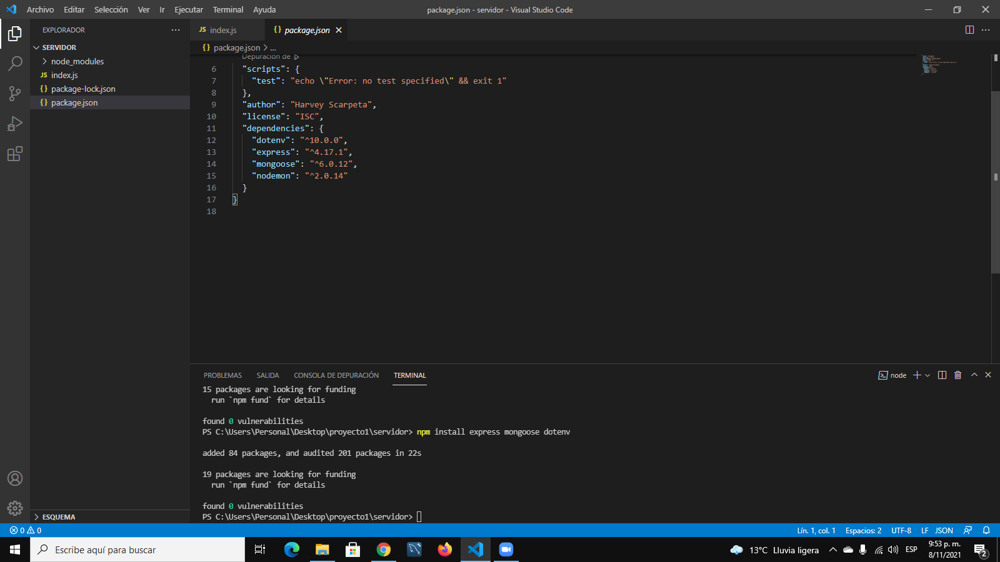 Archivo Editar Selección Ver Ir Ejecutar Terminal Ayuda
package.json - servidor - Visual Studio Code
EXPLORADOR
SERVIDOR
node_modules
JS index.js
{} package-lock.json
{} package.json
ESQUEMA
JS index.js
{} package.json
{} package.json > ...
Depuración de
6 "scripts": {
7 "test": "echo \"Error: no test specified\" && exit 1"
8 },
9 "author": "Harvey Scarpeta",
10 "license": "ISC",
11 "dependencies": {
12 "dotenv": "^10.0.0",
13 "express": "^4.17.1",
14 "mongoose": "^6.0.12",
15 "nodemon": "^2.0.14"
16 }
17 }
18
PROBLEMAS SALIDA CONSOLA DE DEPURACIÓN TERMINAL
node
15 packages are looking for funding
run `npm fund` for details
found 0 vulnerabilities
PS C:\Users\Personal\Desktop\proyecto1\servidor> npm install express mongoose dotenv
added 84 packages, and audited 201 packages in 22s
19 packages are looking for funding
run `npm fund` for details
found 0 vulnerabilities
PS C:\Users\Personal\Desktop\proyecto1\servidor>
0 0
Lín. 1, col. 1 Espacios: 2 UTF-8 LF JSON
Escribe aquí para buscar
13°C Lluvia ligera
ESP
9:53 p. m.
8/11/2021
2